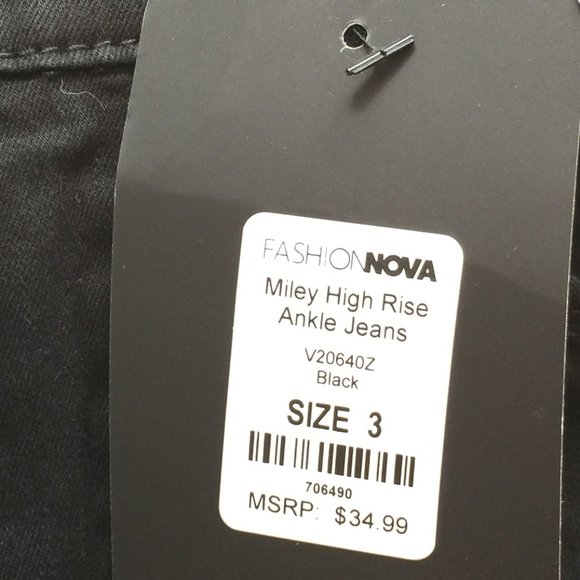 FASHIONNOVA
Miley High Rise
Ankle Jeans
V20640Z
Black
SIZE 3
706490
MSRP: $34.99